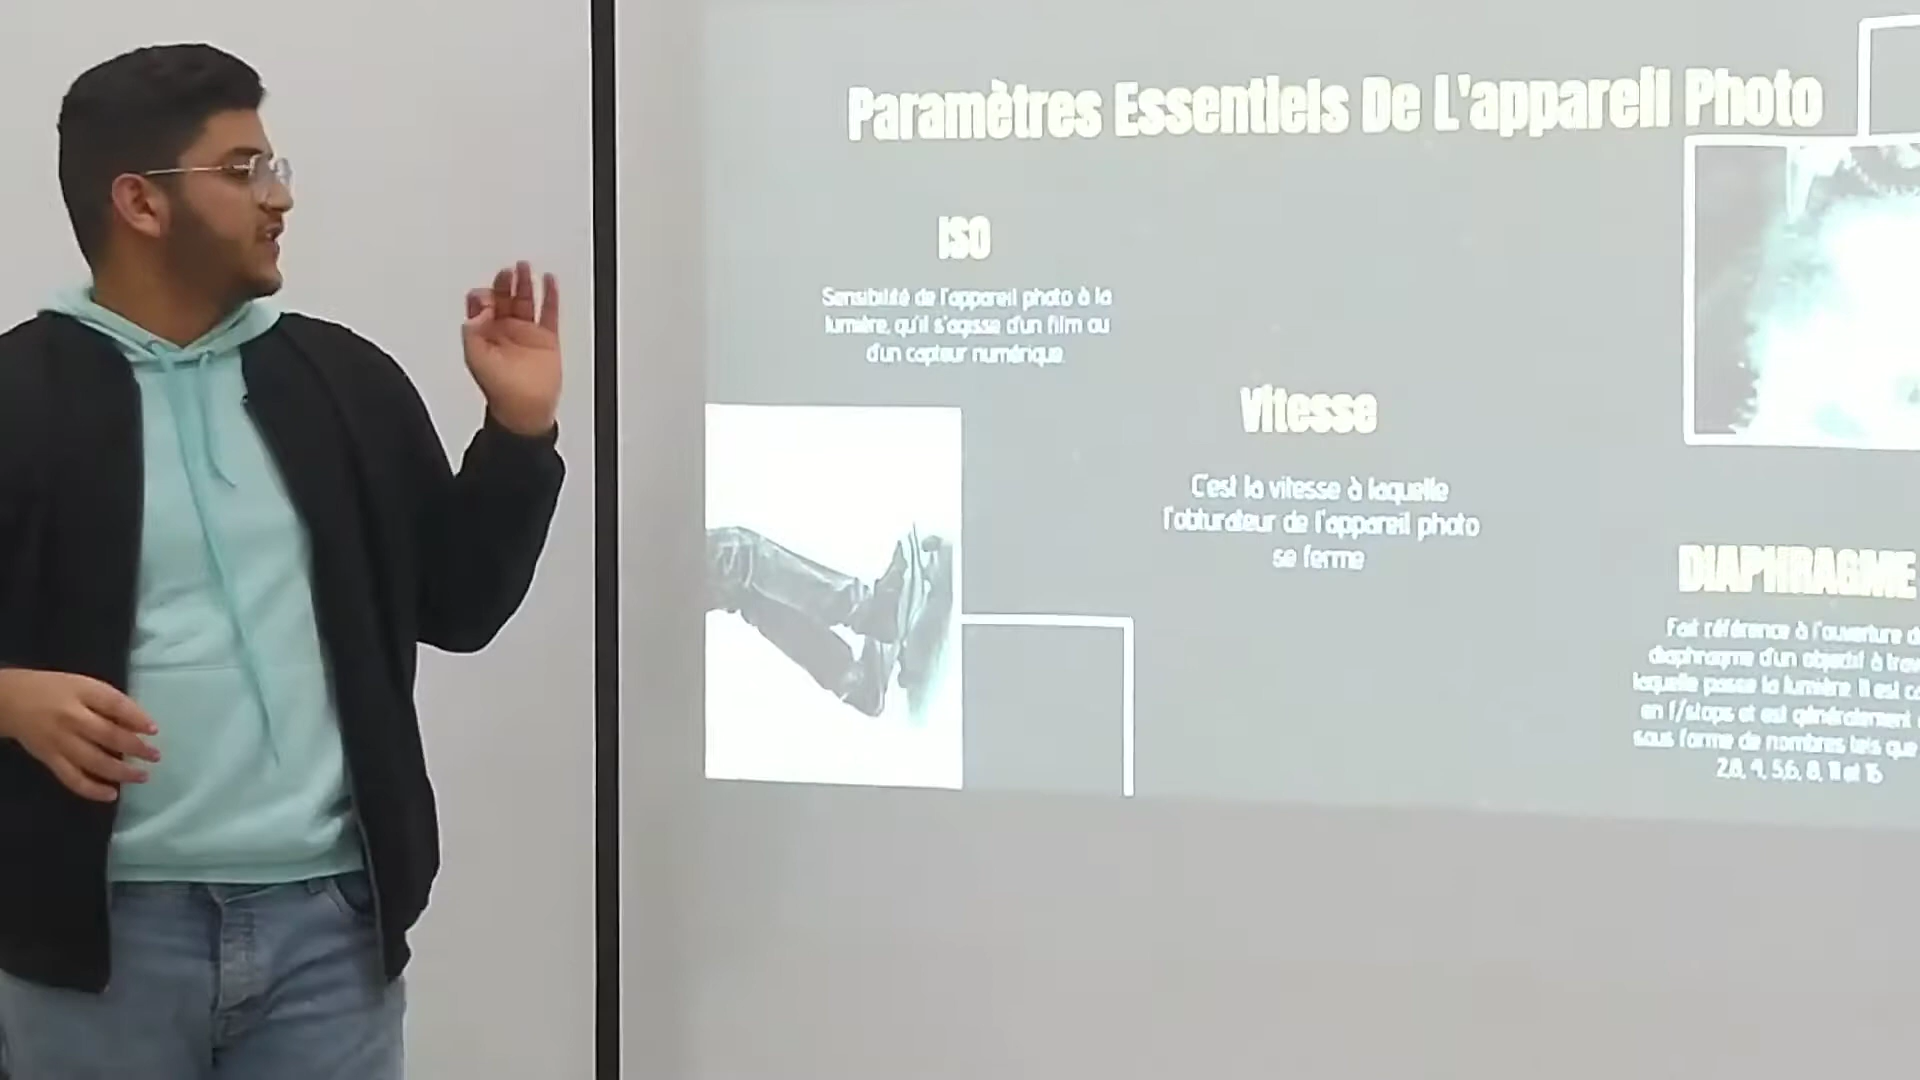 Paramètres Essentiels De L'appareil Photo
ISO
Sensibilité de l'appareil photo à la
lumière, qu'il s'agisse d'un film ou
d'un capteur numérique
Vitesse
C'est la vitesse à laquelle
l'obturateur de l'appareil photo
se ferme
DIAPHRAGME
Fait référence à l'ouverture
diaphragme d'un objectif à
laquelle passe la lumière. Il est
en f/stops et est généralement
sous forme de nombres tels que
2,8, 4, 5,6, 8, 11 et 16